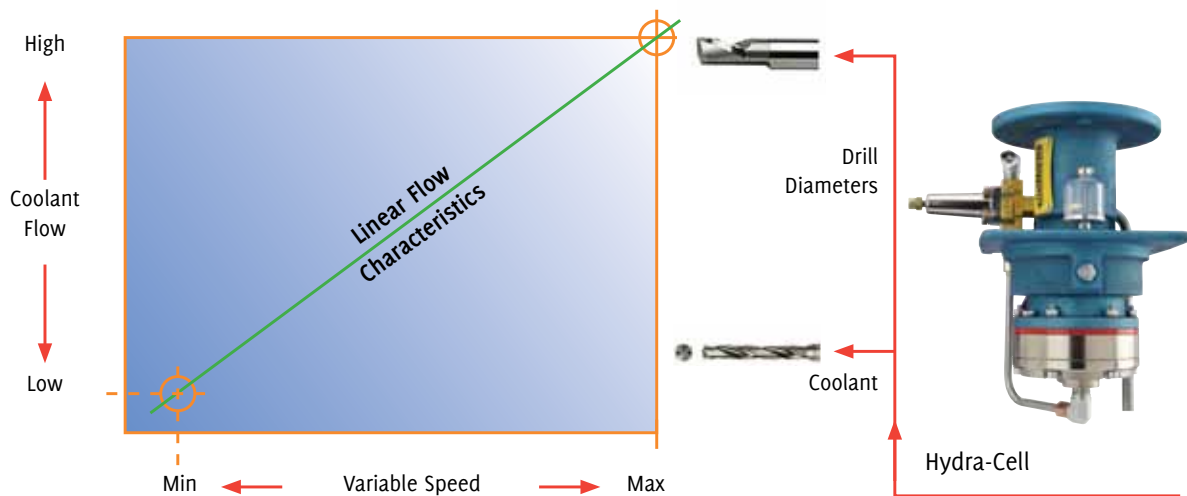 High
Coolant
Flow
Low
Linear Flow
Characteristics
Min
Variable Speed
Max
Drill
Diameters
Coolant
Hydra-Cell